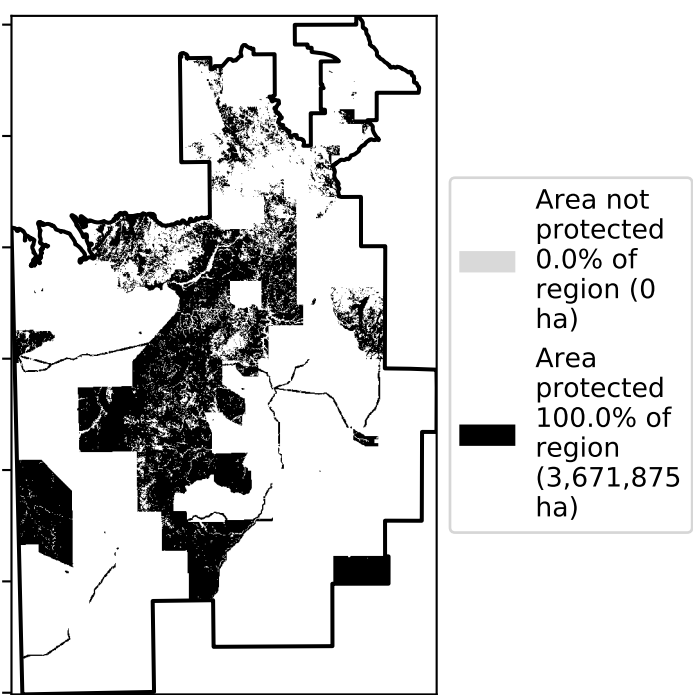 Area not
protected
0.0% of
region (0
ha)
Area
protected
100.0% of
region
(3,671,875
ha)